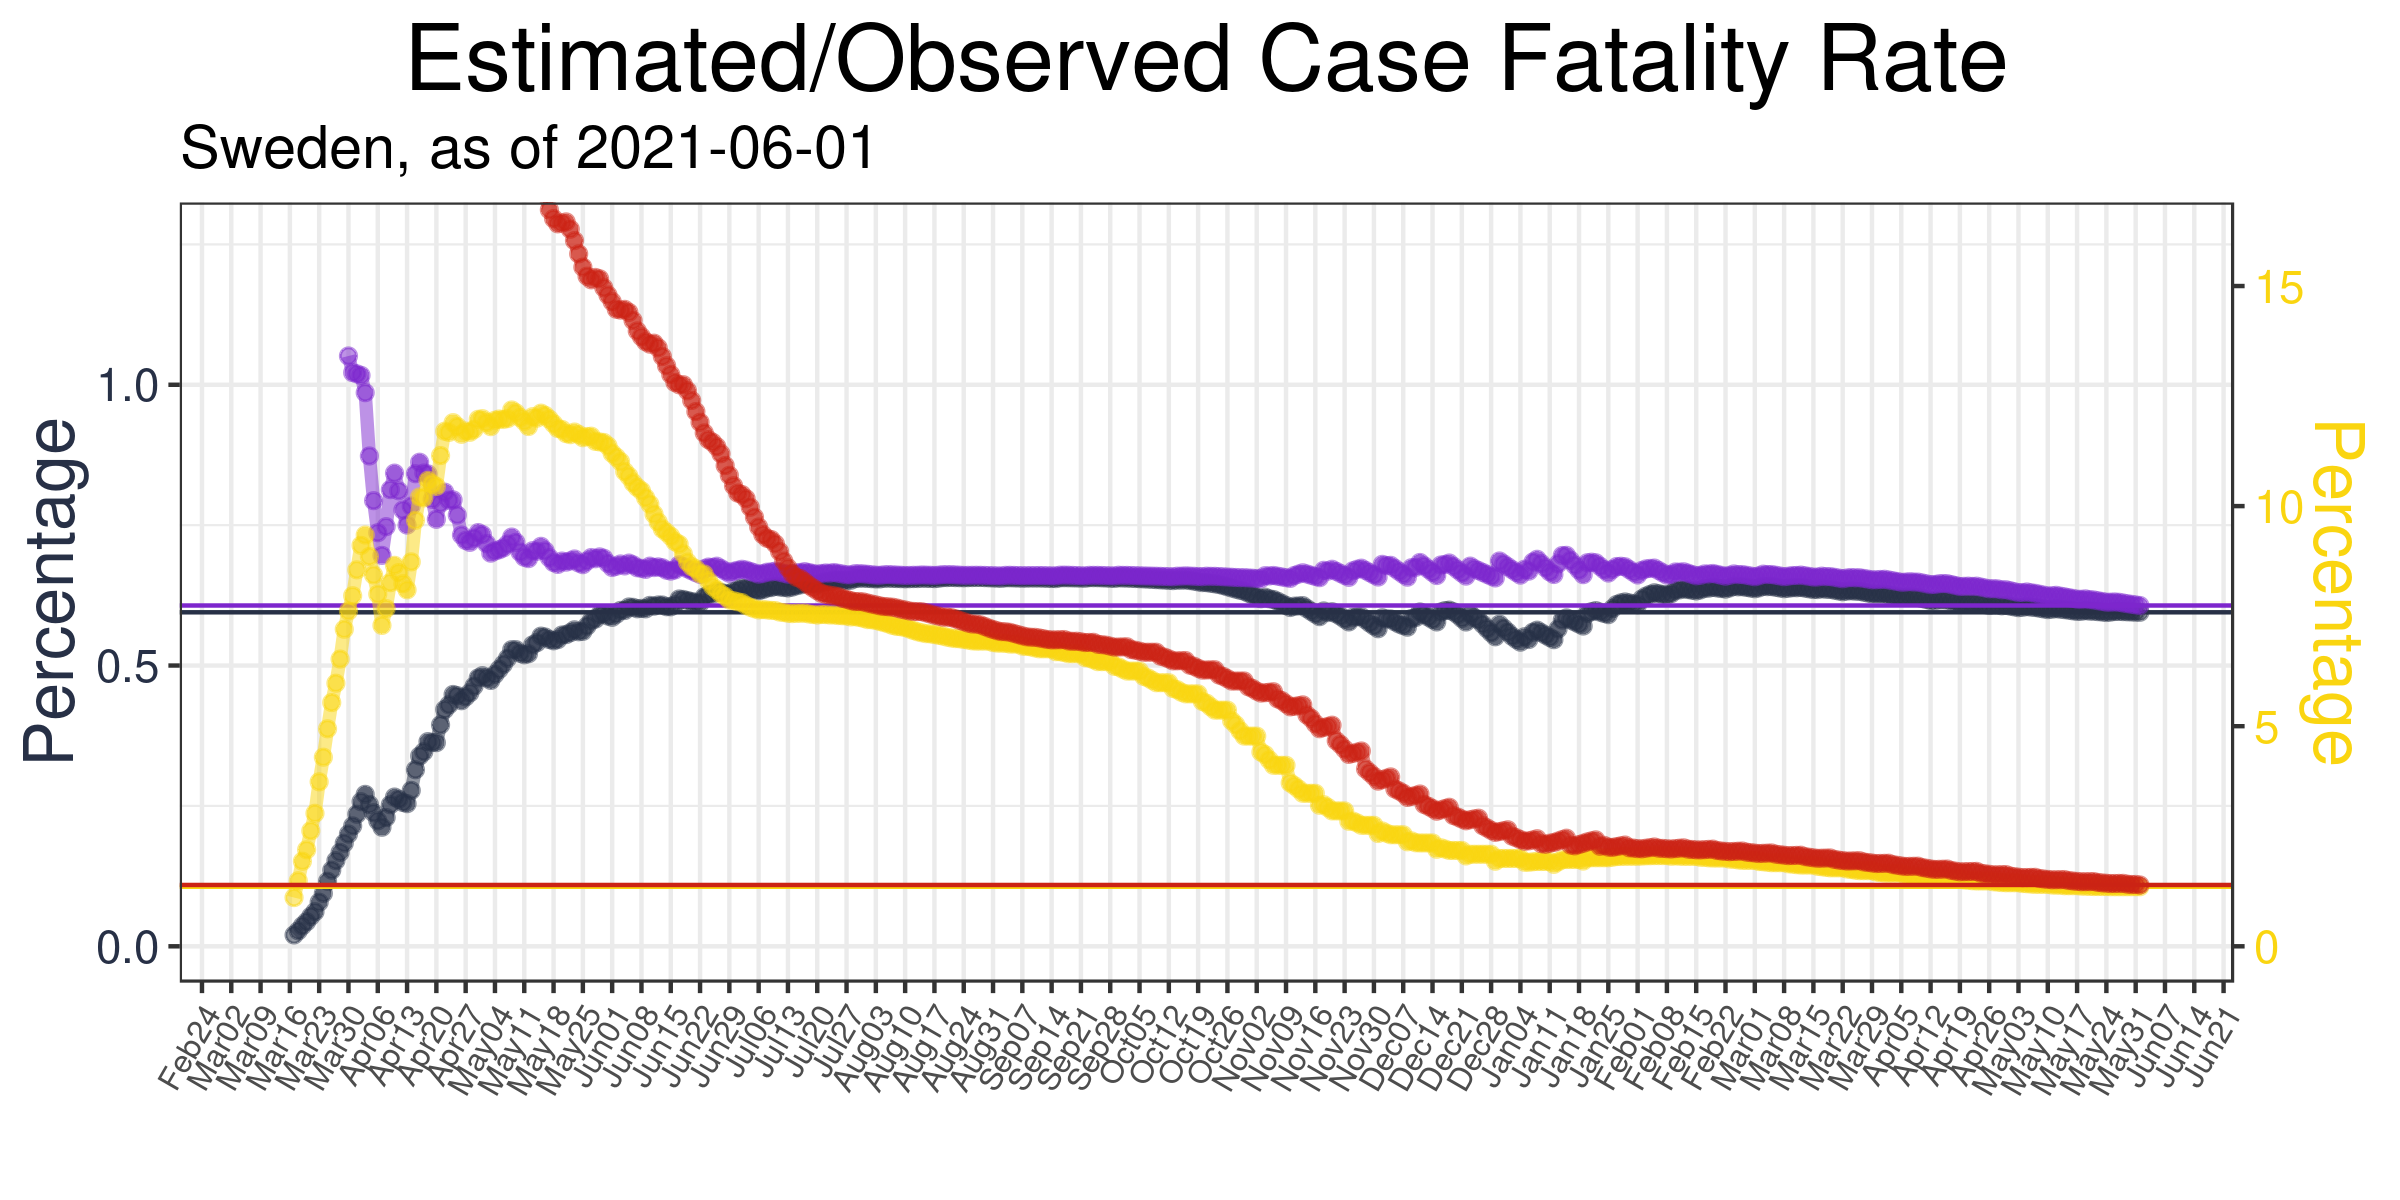 Estimated/Observed Case Fatality Rate
Sweden, as of 2021-06-01
Percentage
1.0
0.5
0.0
15
10
5
0
Percentage
Feb24
Mar02
Mar09
Mar16
Mar23
Mar30
Apr06
Apr13
Apr20
Apr27
May04
May11
May18
May25
Jun01
Jun08
Jun15
Jun22
Jun29
Jul06
Jul13
Jul20
Jul27
Aug03
Aug10
Aug17
Aug24
Aug31
Sep07
Sep14
Sep21
Sep28
Oct05
Oct12
Oct19
Oct26
Nov02
Nov09
Nov16
Nov23
Nov30
Dec07
Dec14
Dec21
Dec28
Jan04
Jan11
Jan18
Jan25
Feb01
Feb08
Feb15
Feb22
Mar01
Mar08
Mar15
Mar22
Mar29
Apr05
Apr12
Apr19
Apr26
May03
May10
May17
May24
May31
Jun07
Jun14
Jun21